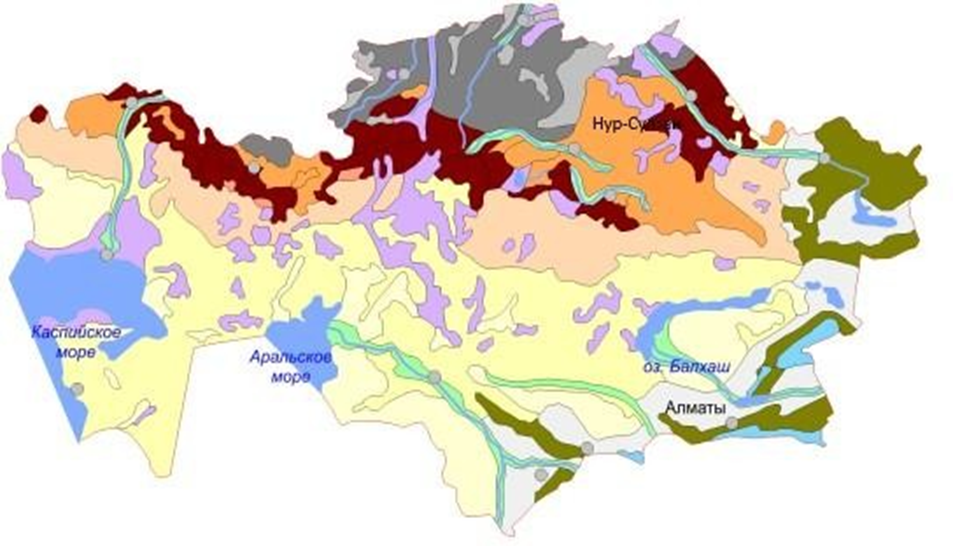 Нур-Султан
Каспийское
море
Аральское
море
оз. Балхаш
Алматы